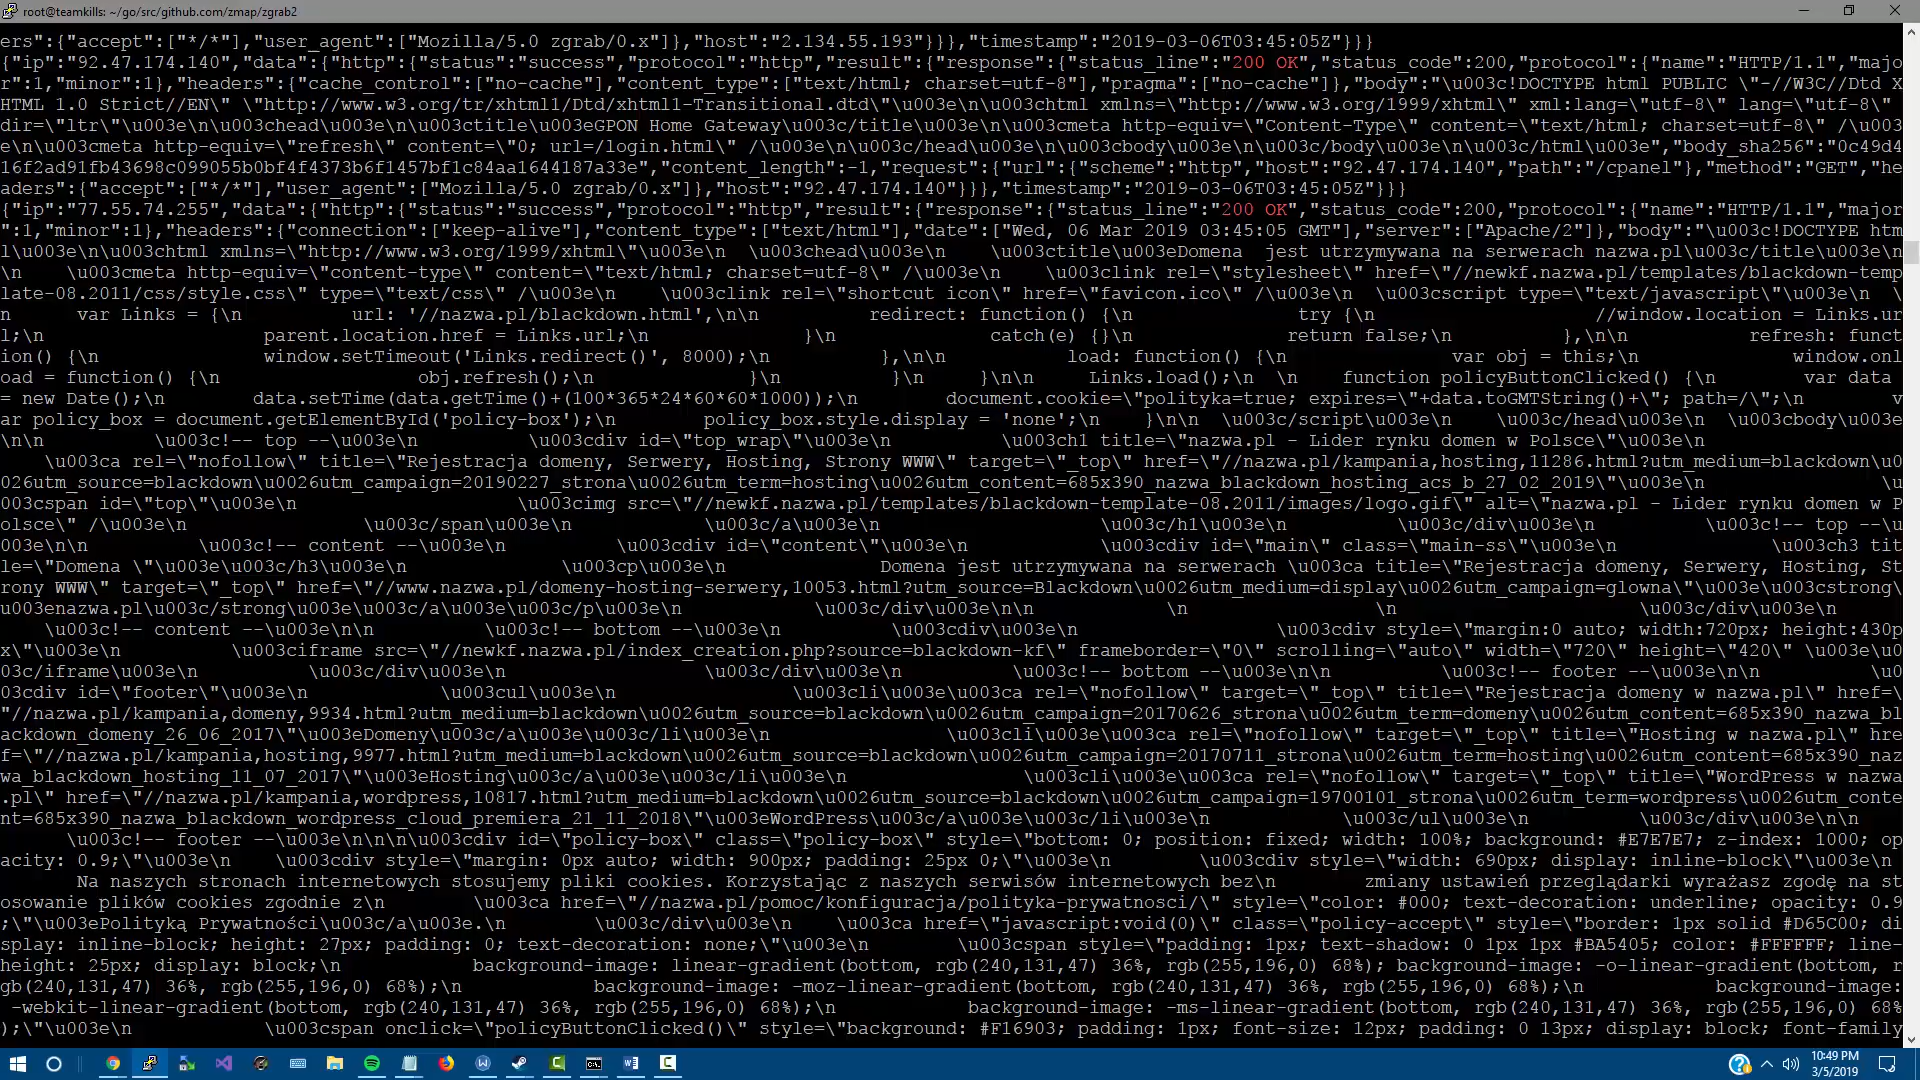 root@teamkills: ~/go/src/github.com/zmap/zgrab2
ers":{"accept":["*/*"],"user_agent":["Mozilla/5.0 zgrab/0.x"]},"host":"2.134.55.193"}}},"timestamp":"2019-03-06T03:45:05Z"}}}
{"ip":"92.47.174.140","data":{"http":{"status":"success","protocol":"http","result":{"response":{"status_line":"200 OK","status_code":200,"protocol":{"name":"HTTP/1.1","majo
r":1,"minor":1},"headers":{"cache_control":["no-cache"],"content_type":["text/html; charset=utf-8"],"pragma":["no-cache"]},"body":"\u003c!DOCTYPE html PUBLIC \"-//W3C//Dtd X
HTML 1.0 Strict//EN\" \"http://www.w3.org/tr/xhtml1/Dtd/xhtml1-Transitional.dtd\"\u003e\n\u003chtml xmlns=\"http://www.w3.org/1999/xhtml\" xml:lang=\"utf-8\" lang=\"utf-8\"
dir=\"ltr\"\u003e\n\u003chead\u003e\n\u003ctitle\u003eGPON Home Gateway\u003c/title\u003e\n\u003cmeta http-equiv=\"Content-Type\" content=\"text/html; charset=utf-8\" /\u003
e\n\u003cmeta http-equiv=\"refresh\" content=\"0; url=/login.html\" /\u003e\n\u003c/head\u003e\n\u003cbody\u003e\n\u003c/body\u003e\n\u003c/html\u003e","body_sha256":"0c49d4
16f2ad91fb43698c099055b0bf4f4373b6f1457bf1c84aa1644187a33e","content_length":-1,"request":{"url":{"scheme":"http","host":"92.47.174.140","path":"/cpanel"},"method":"GET","he
aders":{"accept":["*/*"],"user_agent":["Mozilla/5.0 zgrab/0.x"]},"host":"92.47.174.140"}}},"timestamp":"2019-03-06T03:45:05Z"}}}
{"ip":"77.55.74.255","data":{"http":{"status":"success","protocol":"http","result":{"response":{"status_line":"200 OK","status_code":200,"protocol":{"name":"HTTP/1.1","major
":1,"minor":1},"headers":{"connection":["keep-alive"],"content_type":["text/html"],"date":["Wed, 06 Mar 2019 03:45:05 GMT"],"server":["Apache/2"]},"body":"\u003c!DOCTYPE htm
l\u003e\n\u003chtml xmlns=\"http://www.w3.org/1999/xhtml\"\u003e\n    \u003chead\u003e\n    \u003ctitle\u003eDomena  jest utrzymywana na serwerach nazwa.pl\u003c/title\u003e\n
\n    \u003cmeta http-equiv=\"content-type\" content=\"text/html; charset=utf-8\" /\u003e\n    \u003clink rel=\"stylesheet\" href=\"//newkf.nazwa.pl/templates/blackdown-temp
late-08.2011/css/style.css\" type=\"text/css\" /\u003e\n    \u003clink rel=\"shortcut icon\" href=\"favicon.ico\" /\u003e\n    \u003cscript type=\"text/javascript\"\u003e\n  \
n      var Links = {\n          url: '//nazwa.pl/blackdown.html',\n\n          redirect: function() {\n              try {\n                  //window.location = Links.ur
l;\n                  parent.location.href = Links.url;\n              }\n              catch(e) {}\n              return false;\n          },\n\n          refresh: funct
ion() {\n              window.setTimeout('Links.redirect()', 8000);\n          },\n\n          load: function() {\n              var obj = this;\n              window.onl
oad = function() {\n                  obj.refresh();\n              }\n          }\n      }\n\n      Links.load();\n  \n    function policyButtonClicked() {\n          var data
= new Date();\n        data.setTime(data.getTime()+(100*365*24*60*60*1000));\n        document.cookie=\"polityka=true; expires=\"+data.toGMTString()+\"; path=/\";\n        v
ar policy_box = document.getElementById('policy-box');\n        policy_box.style.display = 'none';\n    }\n\n    \u003c/script\u003e\n    \u003c/head\u003e\n  \u003cbody\u003e
\n\n        \u003c!-- top --\u003e\n        \u003cdiv id=\"top_wrap\"\u003e\n            \u003ch1 title=\"nazwa.pl - Lider rynku domen w Polsce\"\u003e\n
    \u003ca rel=\"nofollow\" title=\"Rejestracja domeny, Serwery, Hosting, Strony WWW\" target=\"_top\" href=\"//nazwa.pl/kampania,hosting,11286.html?utm_medium=blackdown\u0
026utm_source=blackdown\u0026utm_campaign=20190227_strona\u0026utm_term=hosting\u0026utm_content=685x390_nazwa_blackdown_hosting_acs_b_27_02_2019\"\u003e\n                \u0
03cspan id=\"top\"\u003e\n                    \u003cimg src=\"//newkf.nazwa.pl/templates/blackdown-template-08.2011/images/logo.gif\" alt=\"nazwa.pl - Lider rynku domen w P
olsce\" /\u003e\n                \u003c/span\u003e\n            \u003c/a\u003e\n            \u003c/h1\u003e\n        \u003c/div\u003e\n        \u003c!-- top --\u
003e\n\n          \u003c!-- content --\u003e\n          \u003cdiv id=\"content\"\u003e\n            \u003cdiv id=\"main\" class=\"main-ss\"\u003e\n              \u003ch3 tit
le=\"Domena \"\u003e\u003c/h3\u003e\n              \u003cp\u003e\n              Domena jest utrzymywana na serwerach \u003ca title=\"Rejestracja domeny, Serwery, Hosting, St
rony WWW\" target=\"_top\" href=\"//www.nazwa.pl/domeny-hosting-serwery,10053.html?utm_source=Blackdown\u0026utm_medium=display\u0026utm_campaign=glowna\"\u003e\u003cstrong\
u003enazwa.pl\u003c/strong\u003e\u003c/a\u003e\u003c/p\u003e\n            \u003c/div\u003e\n\n            \n                  \n                      \u003c/div\u003e\n
    \u003c!-- content --\u003e\n\n        \u003c!-- bottom --\u003e\n        \u003cdiv\u003e\n                  \u003cdiv style=\"margin:0 auto; width:720px; height:430p
x\"\u003e\n            \u003ciframe src=\"//newkf.nazwa.pl/index_creation.php?source=blackdown-kf\" frameborder=\"0\" scrolling=\"auto\" width=\"720\" height=\"420\" \u003e\u0
03c/iframe\u003e\n            \u003c/div\u003e\n            \u003c/div\u003e\n        \u003c!-- bottom --\u003e\n\n        \u003c!-- footer --\u003e\n        \u0
03cdiv id=\"footer\"\u003e\n            \u003cul\u003e\n                \u003cli\u003e\u003ca rel=\"nofollow\" target=\"_top\" title=\"Rejestracja domeny w nazwa.pl\" href=\
"//nazwa.pl/kampania,domeny,9934.html?utm_medium=blackdown\u0026utm_source=blackdown\u0026utm_campaign=20170626_strona\u0026utm_term=domeny\u0026utm_content=685x390_nazwa_bl
ackdown_domeny_26_06_2017\"\u003eDomeny\u003c/a\u003e\u003c/li\u003e\n                \u003cli\u003e\u003ca rel=\"nofollow\" target=\"_top\" title=\"Hosting w nazwa.pl\" hre
f=\"//nazwa.pl/kampania,hosting,9977.html?utm_medium=blackdown\u0026utm_source=blackdown\u0026utm_campaign=20170711_strona\u0026utm_term=hosting\u0026utm_content=685x390_naz
wa_blackdown_hosting_11_07_2017\"\u003eHosting\u003c/a\u003e\u003c/li\u003e\n                \u003cli\u003e\u003ca rel=\"nofollow\" target=\"_top\" title=\"WordPress w nazwa
.pl\" href=\"//nazwa.pl/kampania,wordpress,10817.html?utm_medium=blackdown\u0026utm_source=blackdown\u0026utm_campaign=19700101_strona\u0026utm_term=wordpress\u0026utm_conte
nt=685x390_nazwa_blackdown_wordpress_cloud_premiera_21_11_2018\"\u003eWordPress\u003c/a\u003e\u003c/li\u003e\n            \u003c/ul\u003e\n        \u003c/div\u003e\n\n
      \u003c!-- footer --\u003e\n\n\n\u003cdiv id=\"policy-box\" class=\"policy-box\" style=\"bottom: 0; position: fixed; width: 100%; background: #E7E7E7; z-index: 1000; op
acity: 0.9;\"\u003e\n    \u003cdiv style=\"margin: 0px auto; width: 900px; padding: 25px 0;\"\u003e\n        \u003cdiv style=\"width: 690px; display: inline-block\"\u003e\n
      Na naszych stronach internetowych stosujemy pliki cookies. Korzystając z naszych serwisów internetowych bez\n        zmiany ustawień przeglądarki wyrażasz zgodę na st
osowanie plików cookies zgodnie z\n            \u003ca href=\"//nazwa.pl/pomoc/konfiguracja/polityka-prywatnosci/\" style=\"color: #000; text-decoration: underline; opacity: 0.9
;\"\u003ePolityką Prywatności\u003c/a\u003e.\n        \u003c/div\u003e\n        \u003ca href=\"javascript:void(0)\" class=\"policy-accept\" style=\"border: 1px solid #D65C00; di
splay: inline-block; height: 27px; padding: 0; text-decoration: none;\"\u003e\n            \u003cspan style=\"padding: 1px; text-shadow: 0 1px 1px #BA5405; color: #FFFFFF; line-
height: 25px; display: block;\n            background-image: linear-gradient(bottom, rgb(240,131,47) 36%, rgb(255,196,0) 68%); background-image: -o-linear-gradient(bottom, r
gb(240,131,47) 36%, rgb(255,196,0) 68%);\n            background-image: -moz-linear-gradient(bottom, rgb(240,131,47) 36%, rgb(255,196,0) 68%);\n            background-image:
 -webkit-linear-gradient(bottom, rgb(240,131,47) 36%, rgb(255,196,0) 68%);\n            background-image: -ms-linear-gradient(bottom, rgb(240,131,47) 36%, rgb(255,196,0) 68%
);\"\u003e\n            \u003cspan onclick=\"policyButtonClicked()\" style=\"background: #F16903; padding: 1px; font-size: 12px; padding: 0 13px; display: block; font-family
10:49 PM
3/5/2019